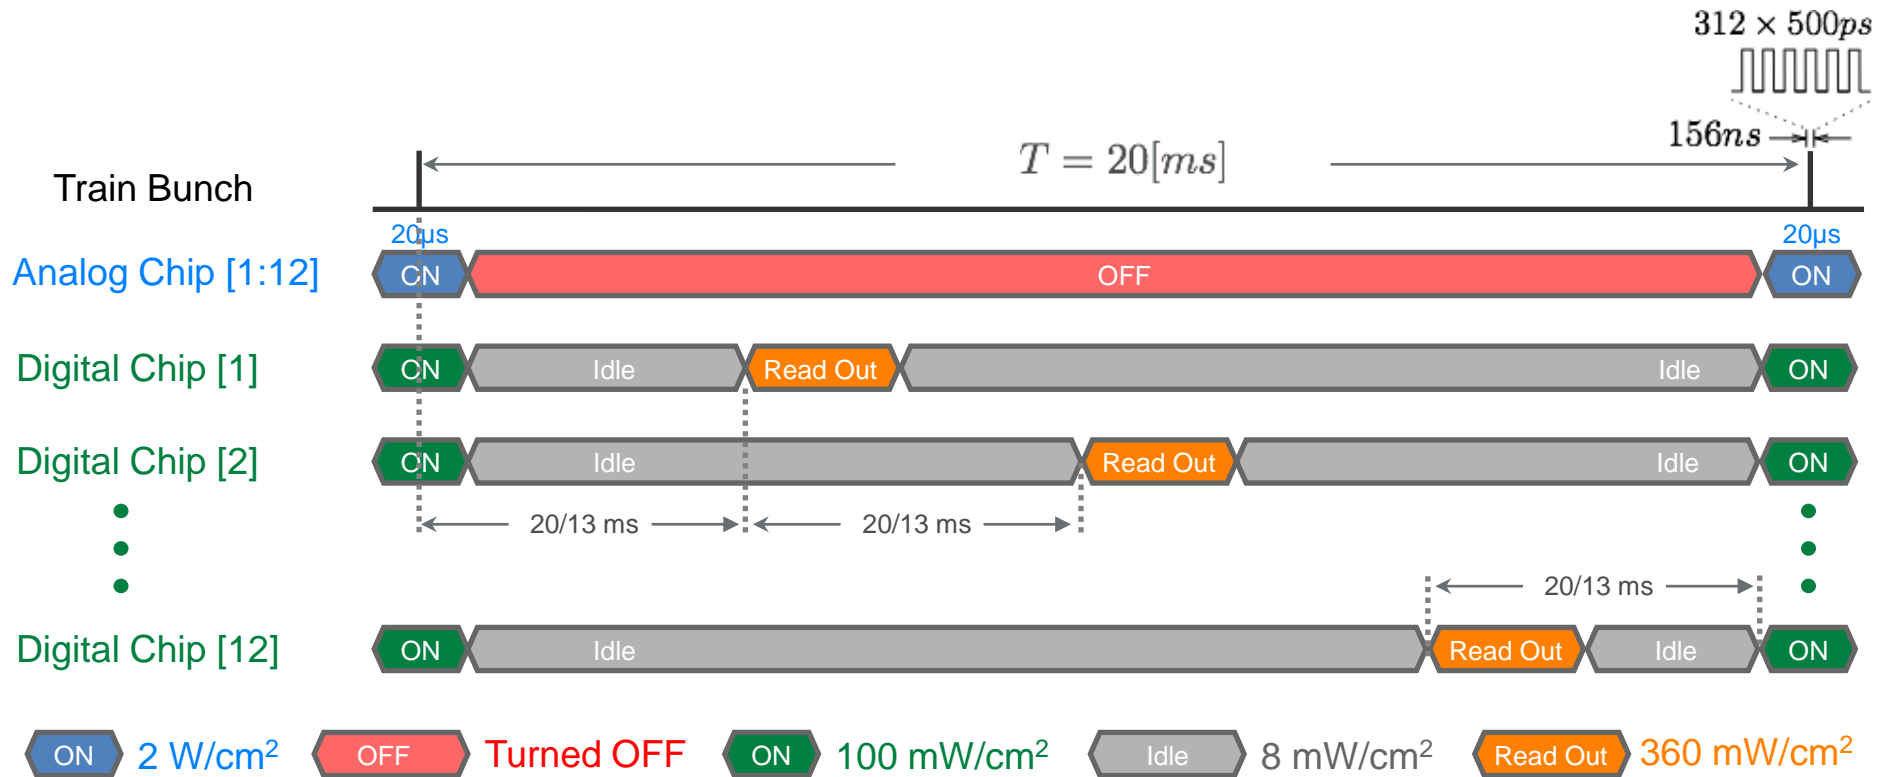 312 × 500ps
156ns
T = 20[ms]
Train Bunch
20µs
20µs
Analog Chip [1:12]
ON
OFF
ON
Digital Chip [1]
ON
Idle
Read Out
Idle
ON
Digital Chip [2]
ON
Idle
Read Out
Idle
ON
20/13 ms
20/13 ms
20/13 ms
Digital Chip [12]
ON
Idle
Read Out
Idle
ON
ON 2 W/cm²
OFF Turned OFF
ON 100 mW/cm²
Idle 8 mW/cm²
Read Out 360 mW/cm²